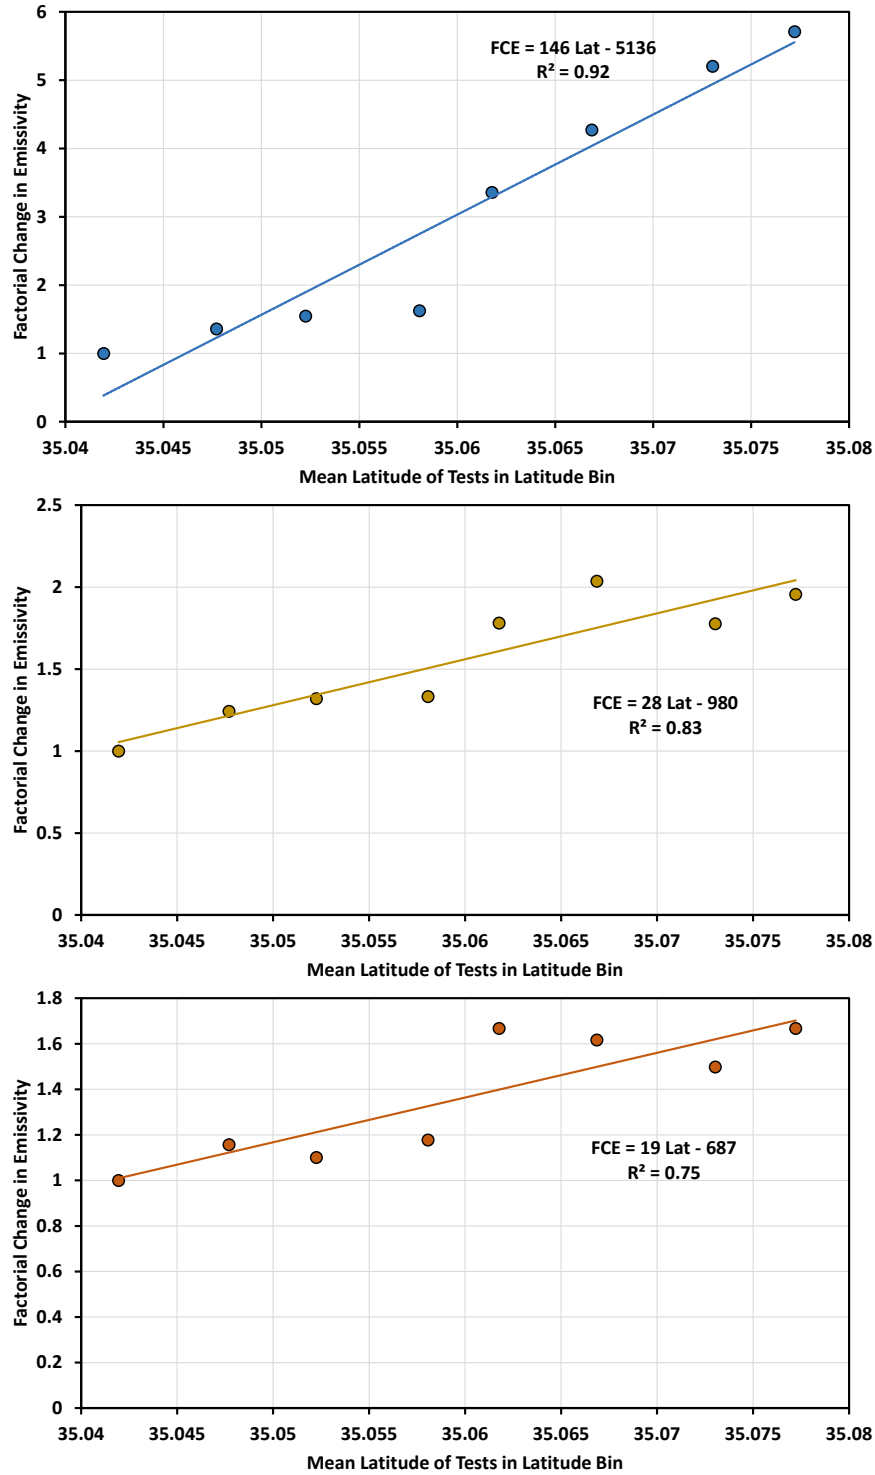 6
5
4
3
2
1
0
Factorial Change in Emissivity
FCE = 146 Lat - 5136
R² = 0.92
35.04 35.045 35.05 35.055 35.06 35.065 35.07 35.075 35.08
Mean Latitude of Tests in Latitude Bin
2.5
2
1.5
1
0.5
0
Factorial Change in Emissivity
FCE = 28 Lat - 980
R² = 0.83
35.04 35.045 35.05 35.055 35.06 35.065 35.07 35.075 35.08
Mean Latitude of Tests in Latitude Bin
1.8
1.6
1.4
1.2
1
0.8
0.6
0.4
0.2
0
Factorial Change in Emissivity
FCE = 19 Lat - 687
R² = 0.75
35.04 35.045 35.05 35.055 35.06 35.065 35.07 35.075 35.08
Mean Latitude of Tests in Latitude Bin